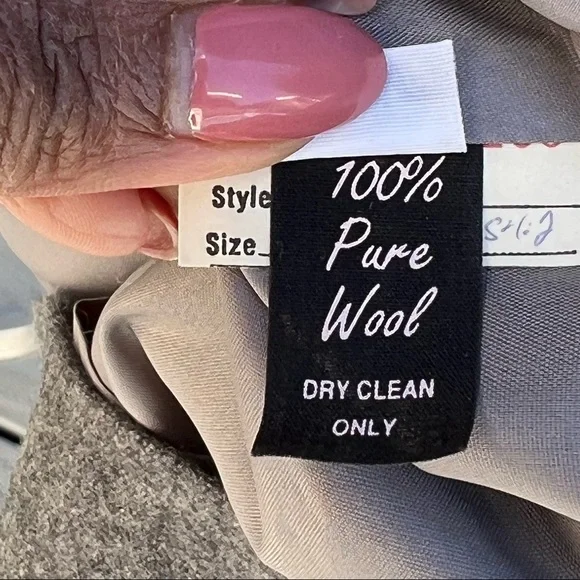 100%
Style
Pure
Size
Wool
DRY CLEAN
ONLY